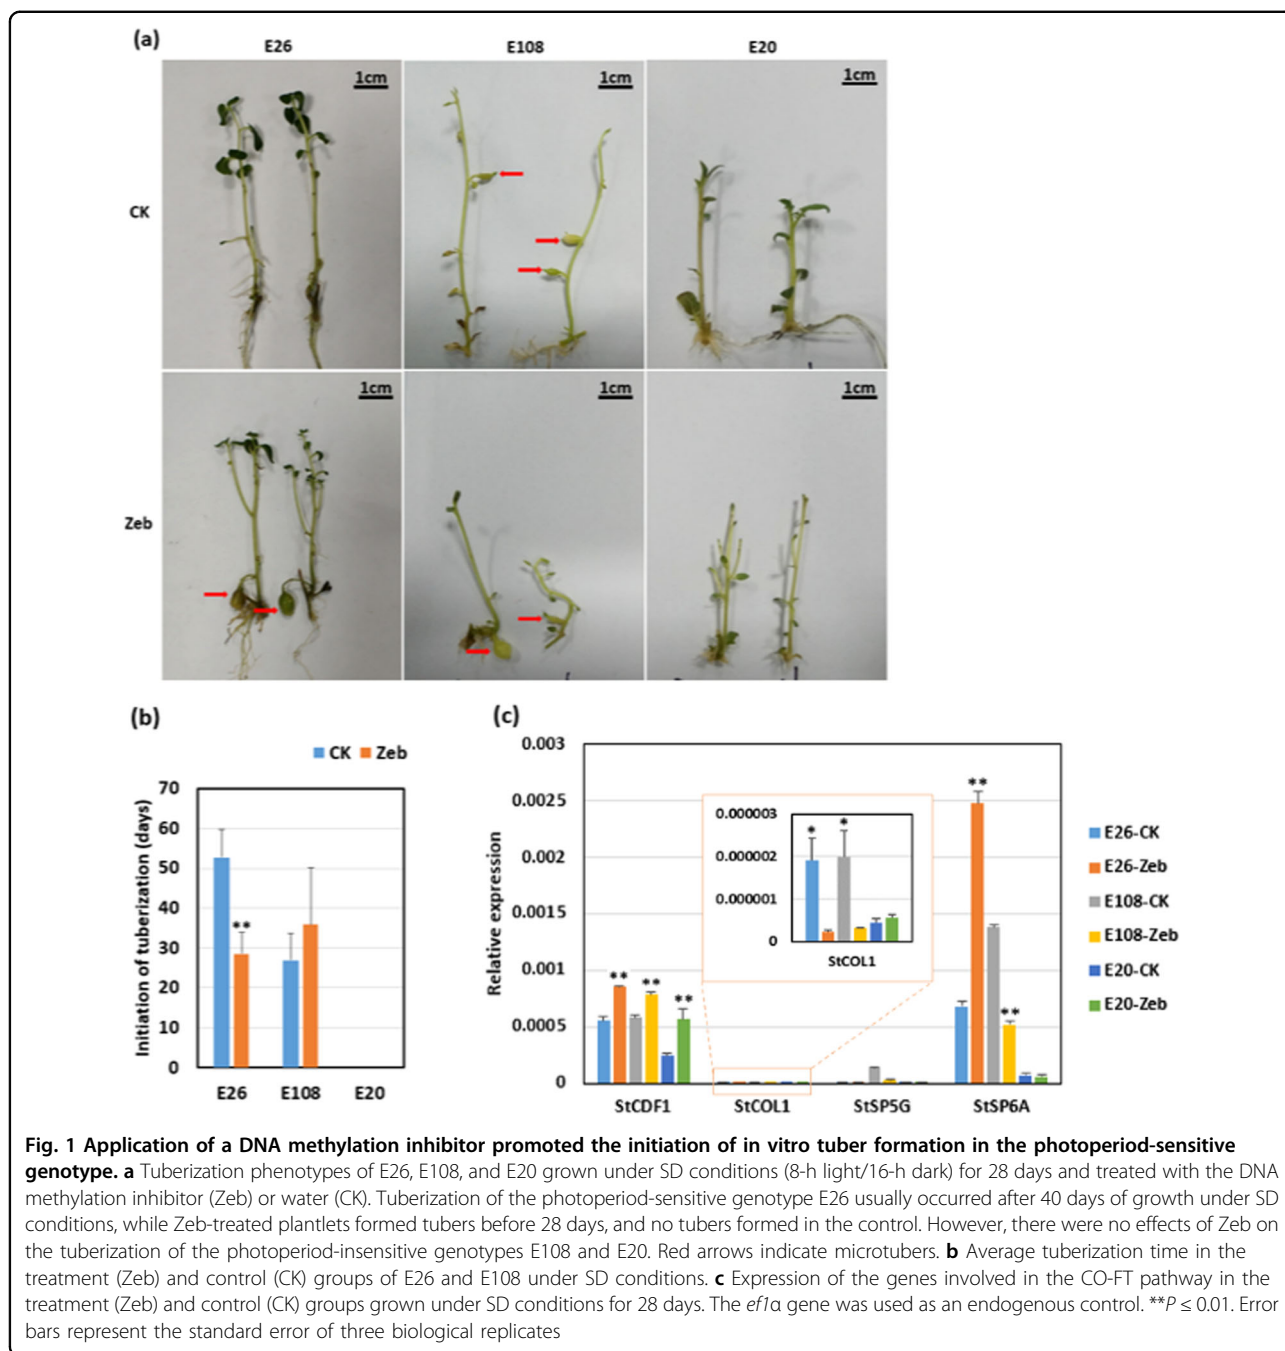 (a)
E26 E108 E20
CK
1cm 1cm 1cm
Zeb
1cm 1cm 1cm
(b)
CK Zeb
Initiation of tuberization (days)
70
60
50
40
30
20
10
0
**
E26 E108 E20
(c)
Relative expression
0.003
0.0025
0.002
0.0015
0.001
0.0005
0
** ** ** ** **
0.000003
0.000002
0.000001
0
* *
StCOL1
StCDF1 StCOL1 StSP5G StSP6A
E26-CK
E26-Zeb
E108-CK
E108-Zeb
E20-CK
E20-Zeb
Fig. 1 Application of a DNA methylation inhibitor promoted the initiation of in vitro tuber formation in the photoperiod-sensitive
genotype. a Tuberization phenotypes of E26, E108, and E20 grown under SD conditions (8-h light/16-h dark) for 28 days and treated with the DNA
methylation inhibitor (Zeb) or water (CK). Tuberization of the photoperiod-sensitive genotype E26 usually occurred after 40 days of growth under SD
conditions, while Zeb-treated plantlets formed tubers before 28 days, and no tubers formed in the control. However, there were no effects of Zeb on
the tuberization of the photoperiod-insensitive genotypes E108 and E20. Red arrows indicate microtubers. b Average tuberization time in the
treatment (Zeb) and control (CK) groups of E26 and E108 under SD conditions. c Expression of the genes involved in the CO-FT pathway in the
treatment (Zeb) and control (CK) groups grown under SD conditions for 28 days. The ef1α gene was used as an endogenous control. **P ≤ 0.01. Error
bars represent the standard error of three biological replicates